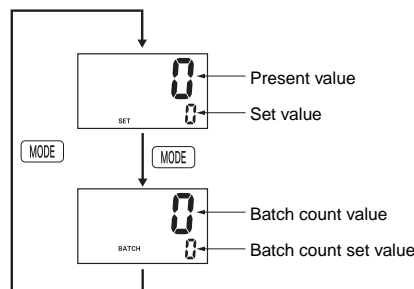 0
Present value
0
Set value
SET
MODE
MODE
0
Batch count value
BATCH
0
Batch count set value